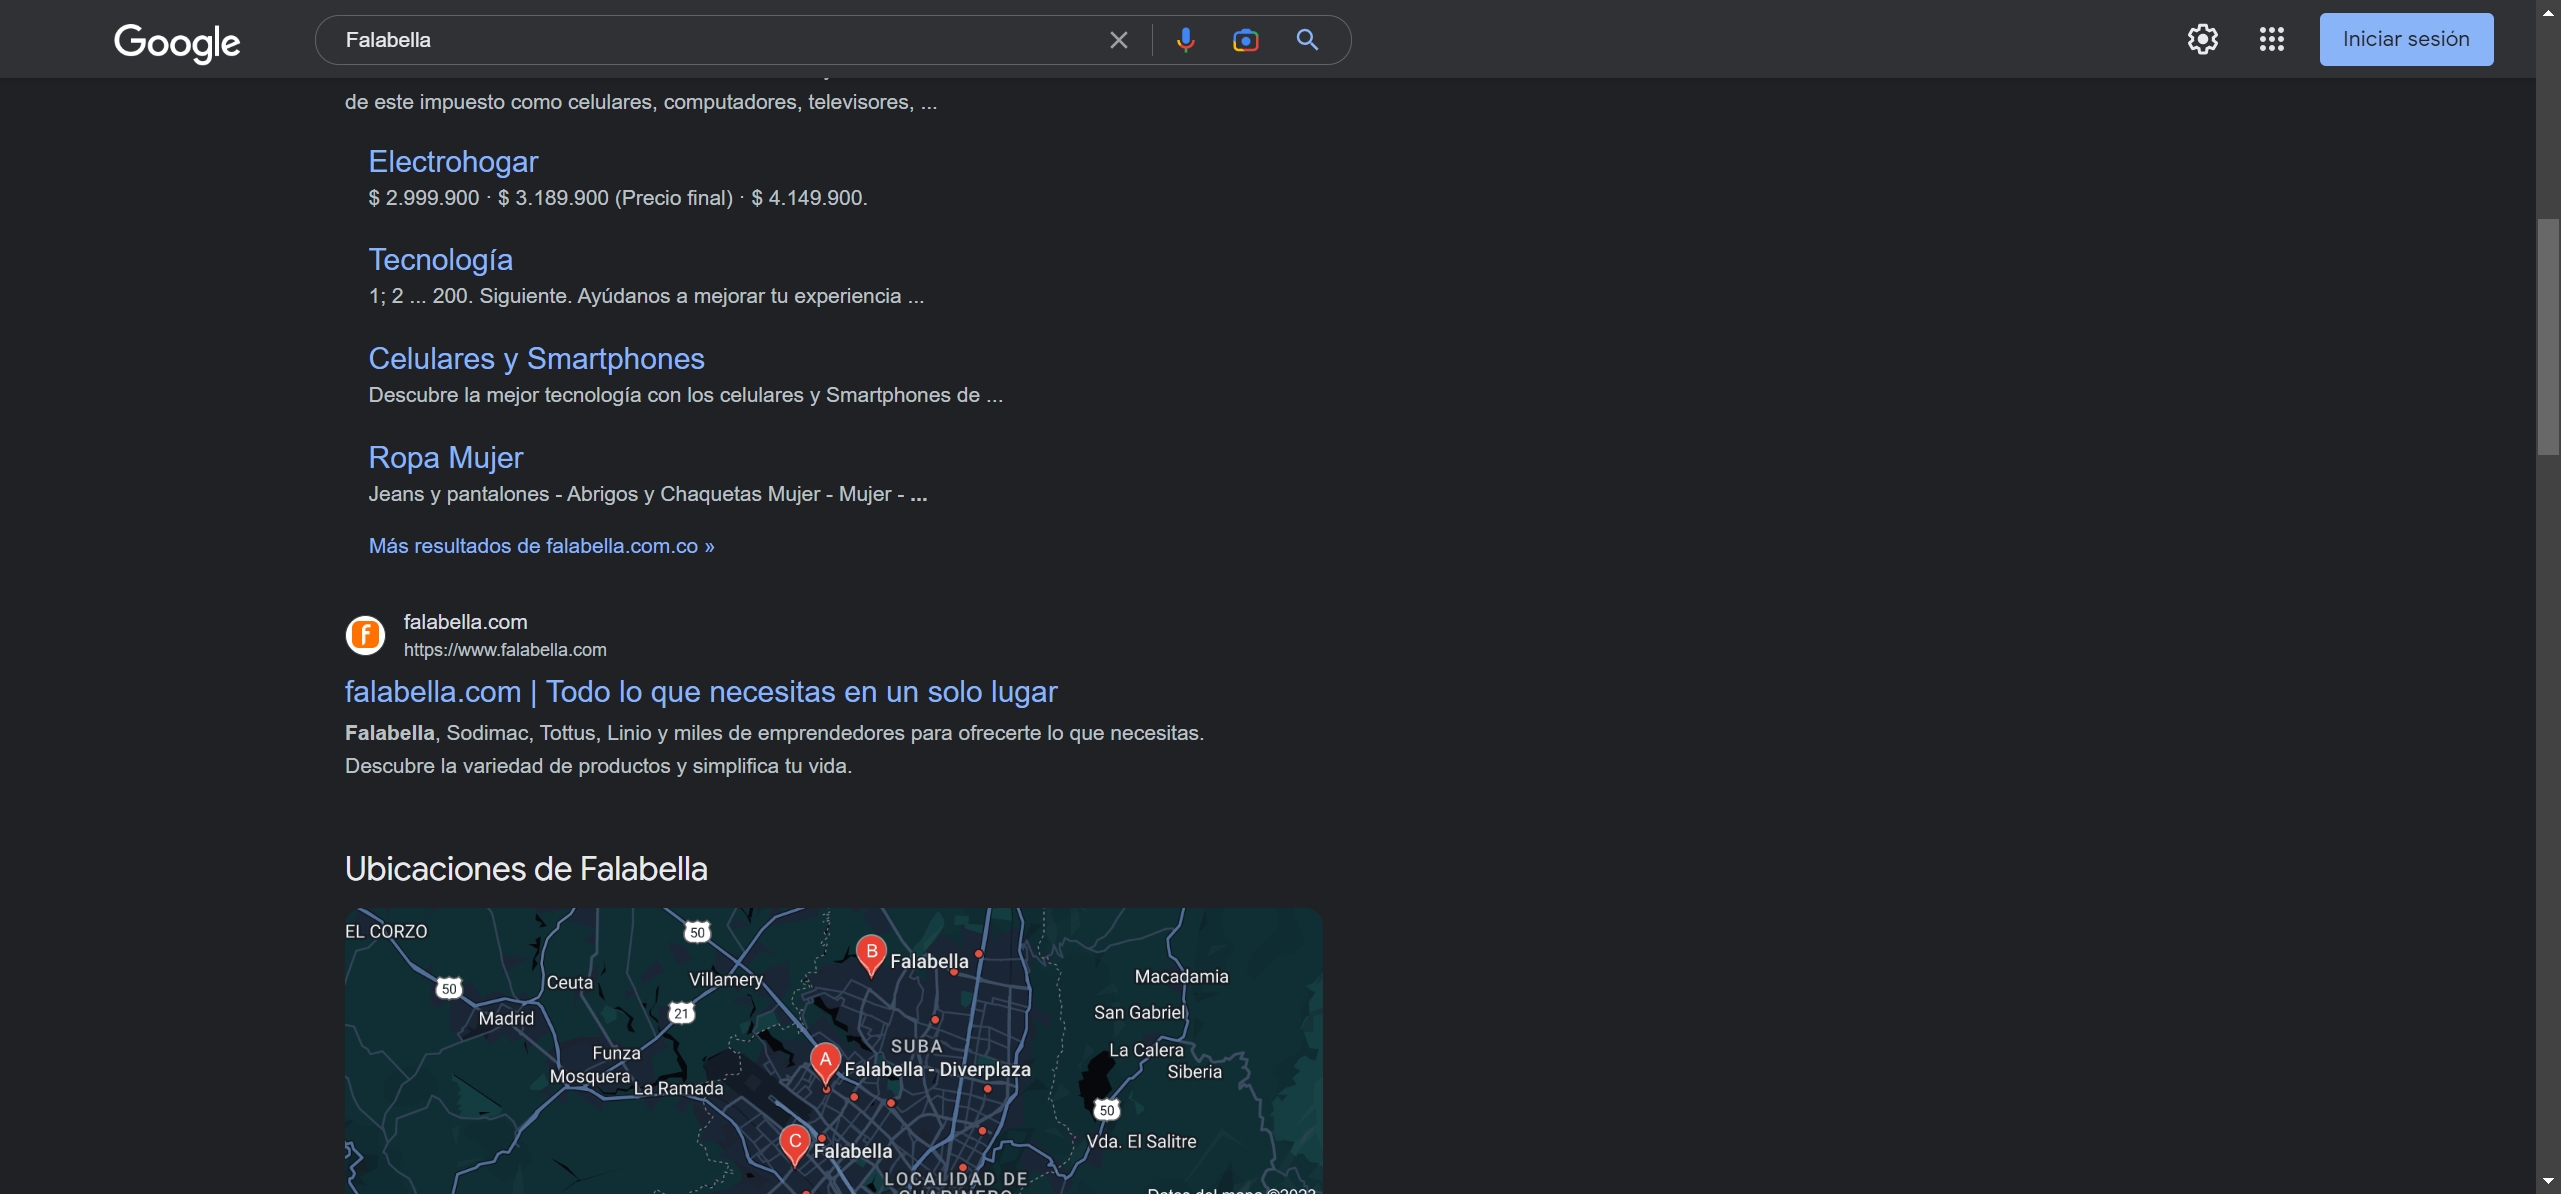 Google
Falabella
Iniciar sesión
de este impuesto como celulares, computadores, televisores, ...
Electrohogar
$ 2.999.900 · $ 3.189.900 (Precio final) · $ 4.149.900.
Tecnología
1; 2 ... 200. Siguiente. Ayúdanos a mejorar tu experiencia ...
Celulares y Smartphones
Descubre la mejor tecnología con los celulares y Smartphones de ...
Ropa Mujer
Jeans y pantalones - Abrigos y Chaquetas Mujer - Mujer - ...
Más resultados de falabella.com.co »
f
falabella.com
https://www.falabella.com
falabella.com | Todo lo que necesitas en un solo lugar
Falabella, Sodimac, Tottus, Linio y miles de emprendedores para ofrecerte lo que necesitas.
Descubre la variedad de productos y simplifica tu vida.
Ubicaciones de Falabella
EL CORZO
50
B
Falabella
Macadamia
Villamery
Ceuta
50
San Gabriel
21
Madrid
SUBA
La Calera
Funza
A
Falabella - Diverplaza
Siberia
Mosquera
La Ramada
50
C
Falabella
Vda. El Salitre
LOCALIDAD DE